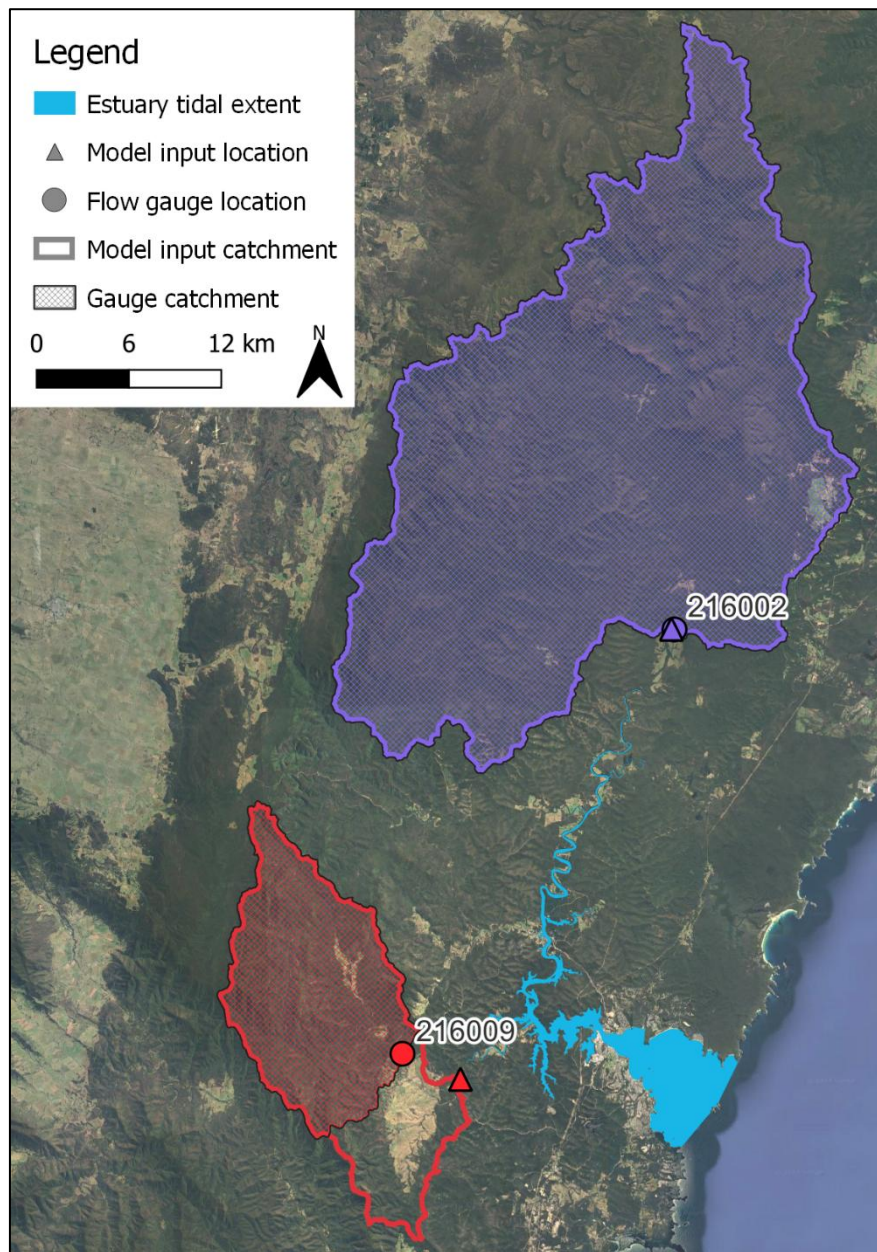 Legend
Estuary tidal extent
Model input location
Flow gauge location
Model input catchment
Gauge catchment
0 6 12 km
N
216002
216009